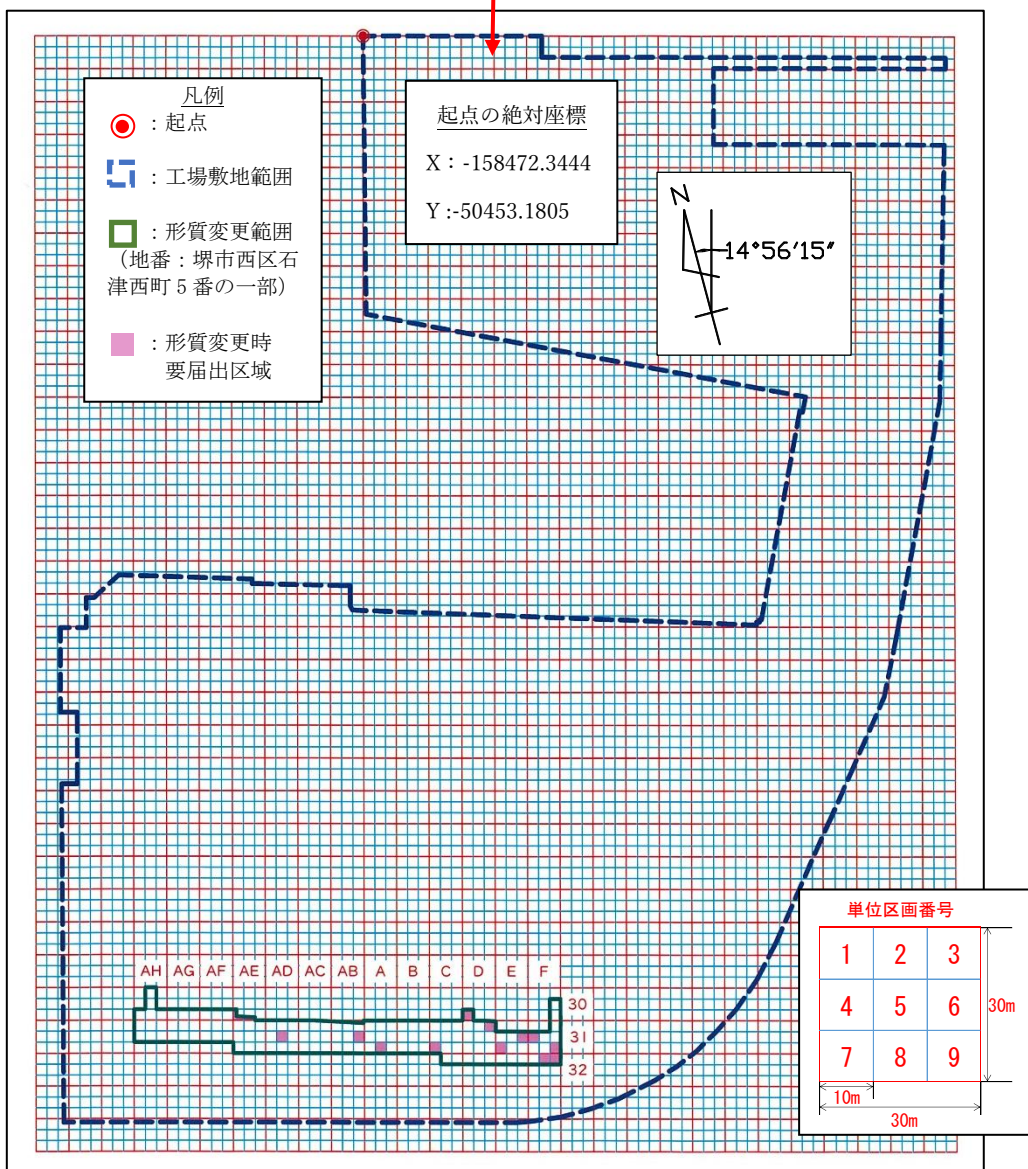 凡例
：起点
：工場敷地範囲
：形質変更範囲
（地番：堺市西区石
津西町５番の一部）
：形質変更時
要届出区域
起点の絶対座標
X：-158472.3444
Y :-50453.1805
N
14°56′15″
AH AG AF AE AD AC AB A B C D E F
30
31
32
単位区画番号
1 2 3
4 5 6
7 8 9
30m
10m
30m